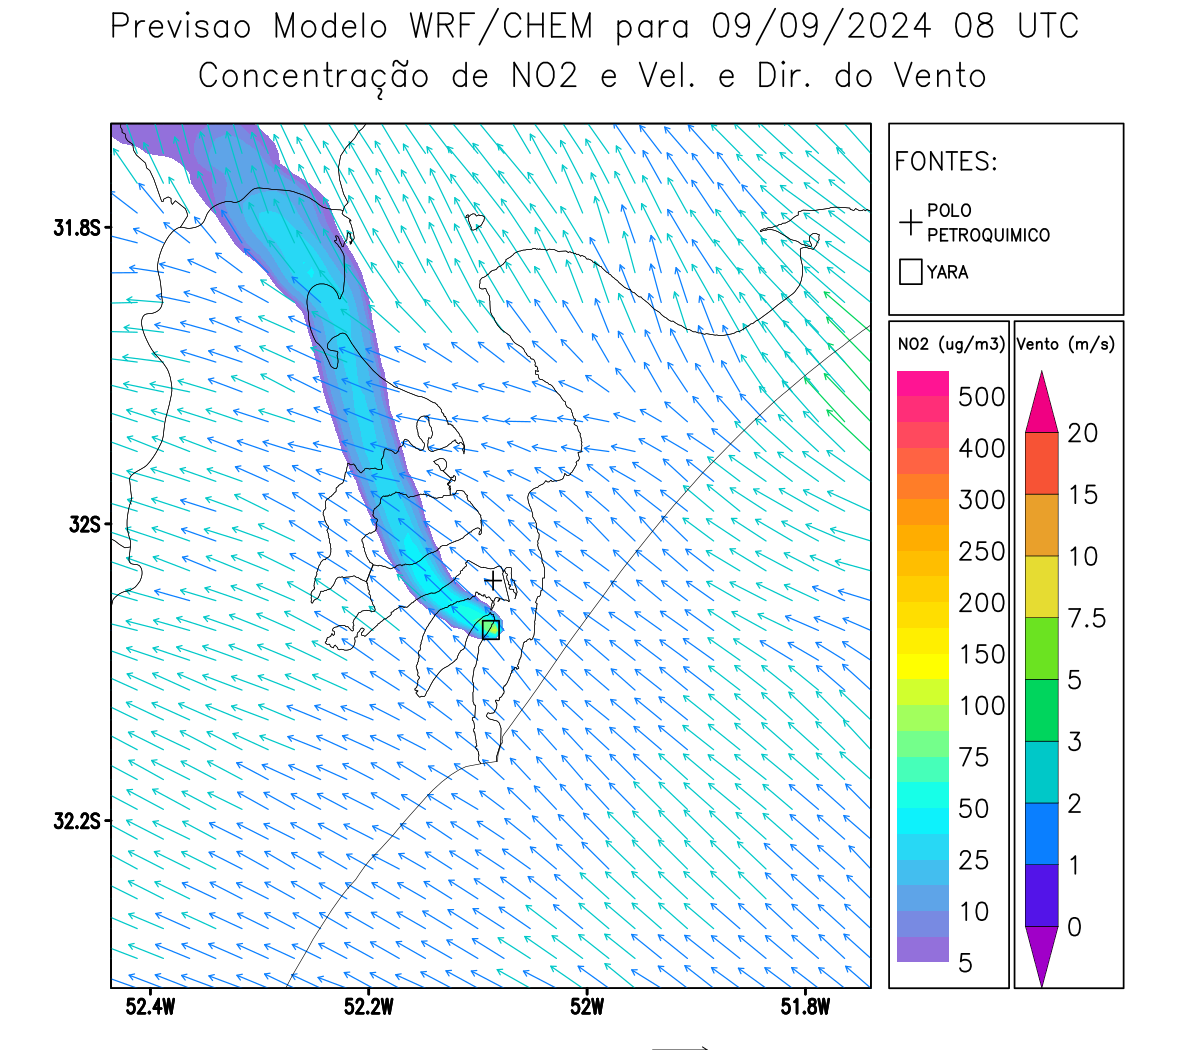 Previsao Modelo WRF/CHEM para 09/09/2024 08 UTC
Concentração de NO2 e Vel. e Dir. do Vento
FONTES:
POLO
PETROQUIMICO
YARA
NO2 (ug/m3)
500
400
300
250
200
150
100
75
50
25
10
5
Vento (m/s)
20
15
10
7.5
5
3
2
1
0
31.8S
32S
32.2S
52.4W
52.2W
52W
51.8W